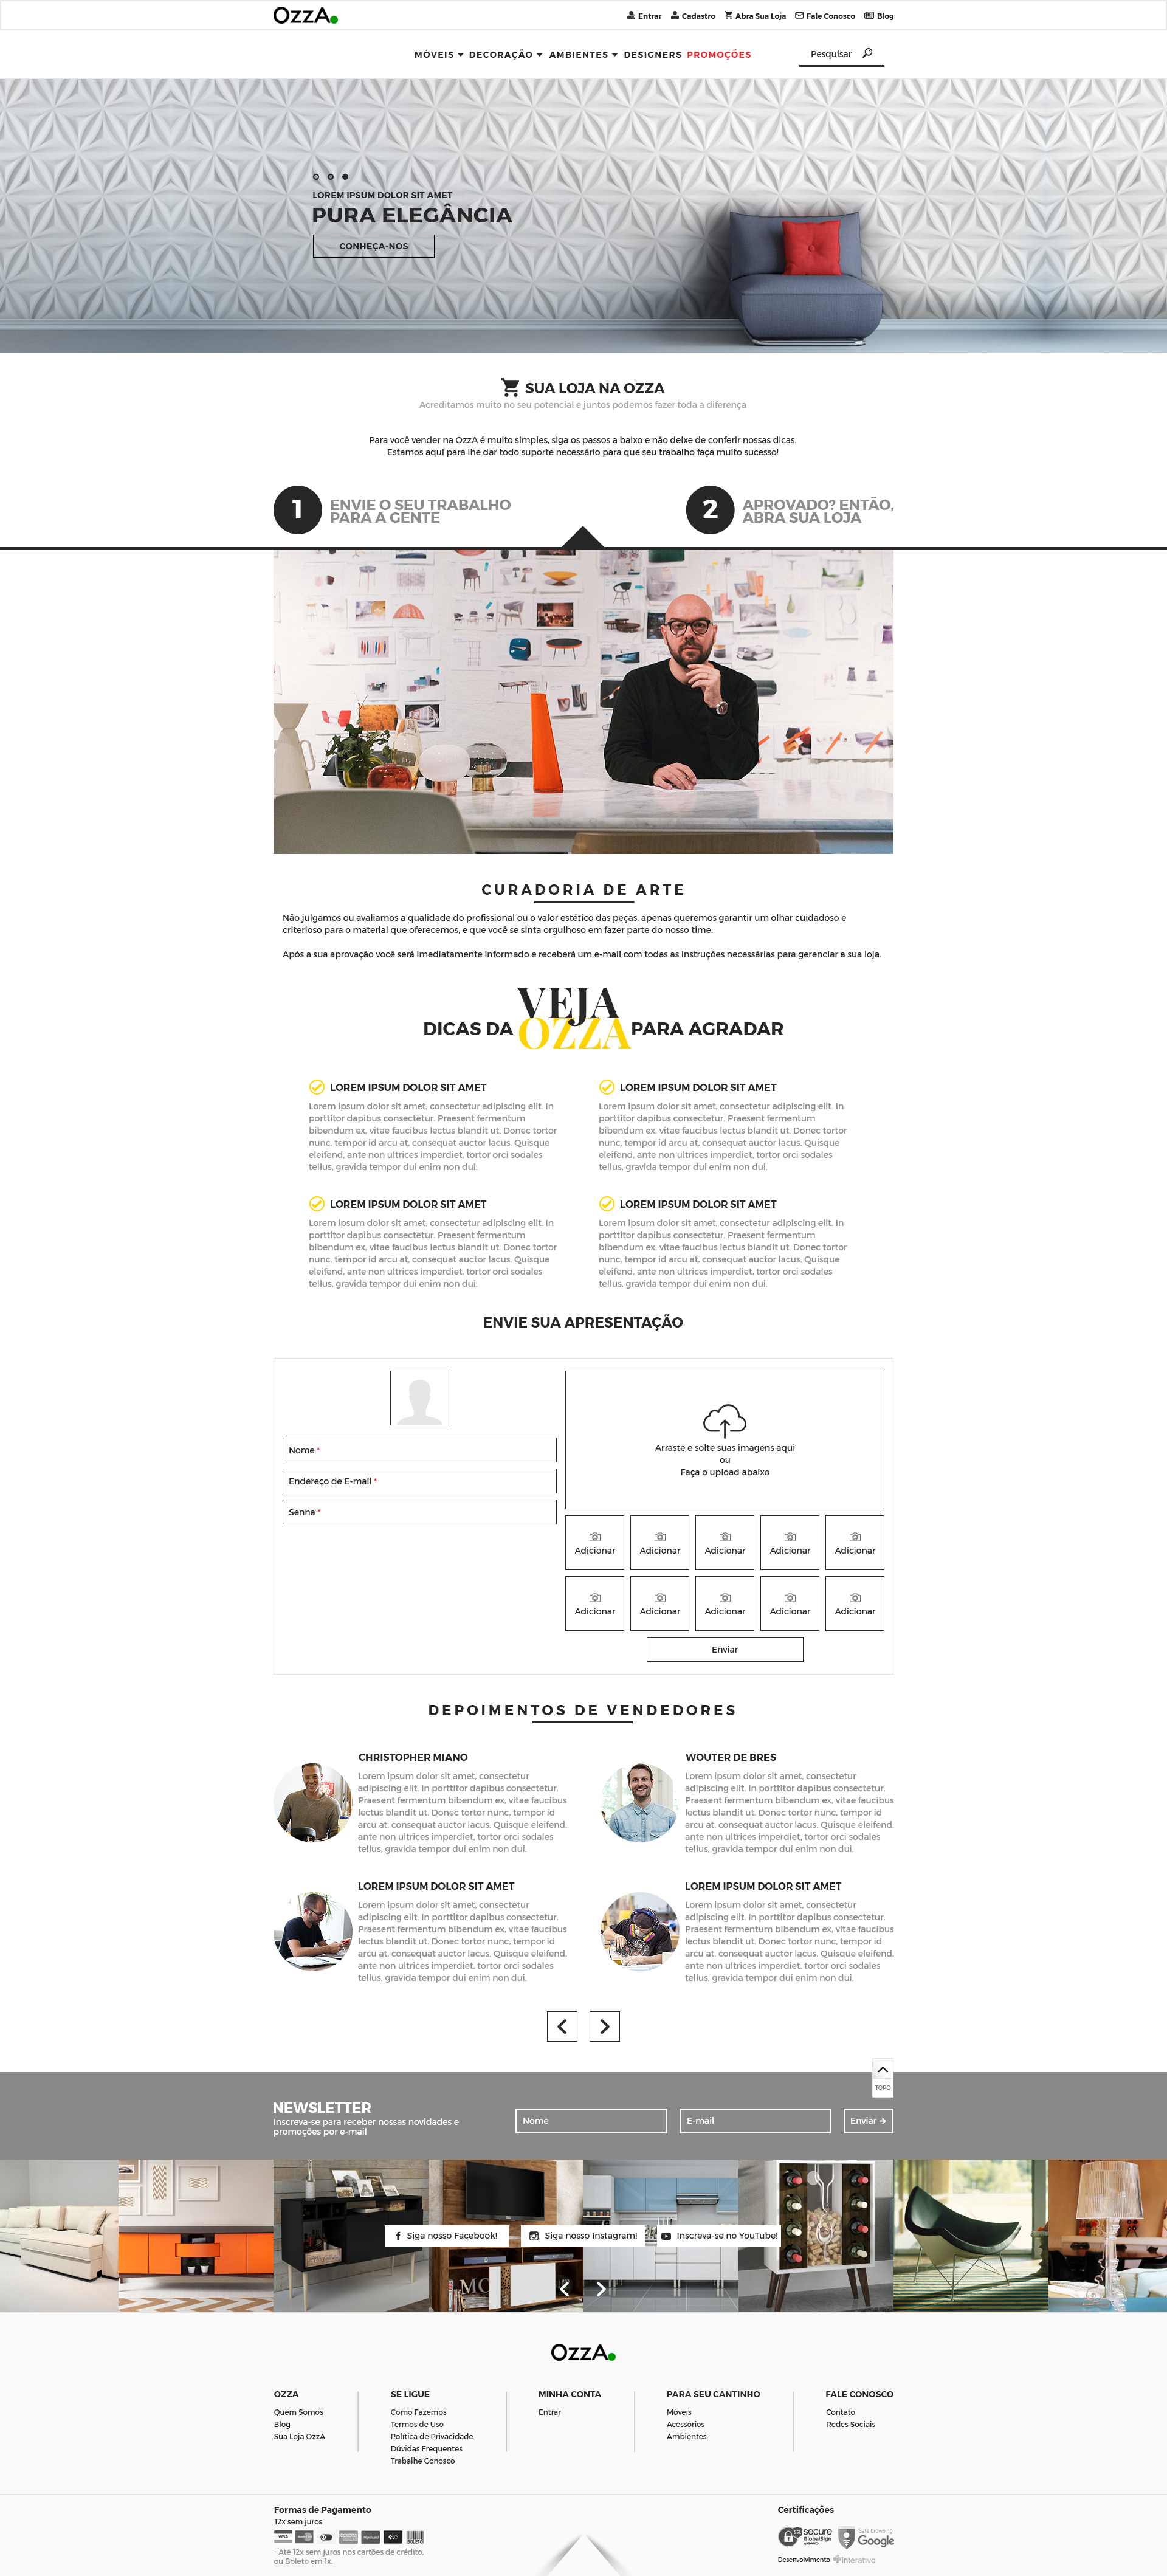 OzzA
Entrar Cadastro Abra Sua Loja Fale Conosco Blog
MÓVEIS DECORAÇÃO AMBIENTES DESIGNERS PROMOÇÕES
Pesquisar
LOREM IPSUM DOLOR SIT AMET
PURA ELEGÂNCIA
CONHEÇA-NOS
SUA LOJA NA OZZA
Acreditamos muito no seu potencial e juntos podemos fazer toda a diferença
Para você vender na OzzA é muito simples, siga os passos a baixo e não deixe de conferir nossas dicas.
Estamos aqui para lhe dar todo suporte necessário para que seu trabalho faça muito sucesso!
1
ENVIE O SEU TRABALHO
PARA A GENTE
2
APROVADO? ENTÃO,
ABRA SUA LOJA
CURADORIA DE ARTE
Não julgamos ou avaliamos a qualidade do profissional ou o valor estético das peças, apenas queremos garantir um olhar cuidadoso e
criterioso para o material que oferecemos, e que você se sinta orgulhoso em fazer parte do nosso time.
Após a sua aprovação você será imediatamente informado e receberá um e-mail com todas as instruções necessárias para gerenciar a sua loja.
VEJA
DICAS DA OZZA PARA AGRADAR
LOREM IPSUM DOLOR SIT AMET
Lorem ipsum dolor sit amet, consectetur adipiscing elit. In
porttitor dapibus consectetur. Praesent fermentum
bibendum ex, vitae faucibus lectus blandit ut. Donec tortor
nunc, tempor id arcu at, consequat auctor lacus. Quisque
eleifend, ante non ultrices imperdiet, tortor orci sodales
tellus, gravida tempor dui enim non dui.
LOREM IPSUM DOLOR SIT AMET
Lorem ipsum dolor sit amet, consectetur adipiscing elit. In
porttitor dapibus consectetur. Praesent fermentum
bibendum ex, vitae faucibus lectus blandit ut. Donec tortor
nunc, tempor id arcu at, consequat auctor lacus. Quisque
eleifend, ante non ultrices imperdiet, tortor orci sodales
tellus, gravida tempor dui enim non dui.
LOREM IPSUM DOLOR SIT AMET
Lorem ipsum dolor sit amet, consectetur adipiscing elit. In
porttitor dapibus consectetur. Praesent fermentum
bibendum ex, vitae faucibus lectus blandit ut. Donec tortor
nunc, tempor id arcu at, consequat auctor lacus. Quisque
eleifend, ante non ultrices imperdiet, tortor orci sodales
tellus, gravida tempor dui enim non dui.
LOREM IPSUM DOLOR SIT AMET
Lorem ipsum dolor sit amet, consectetur adipiscing elit. In
porttitor dapibus consectetur. Praesent fermentum
bibendum ex, vitae faucibus lectus blandit ut. Donec tortor
nunc, tempor id arcu at, consequat auctor lacus. Quisque
eleifend, ante non ultrices imperdiet, tortor orci sodales
tellus, gravida tempor dui enim non dui.
ENVIE SUA APRESENTAÇÃO
Nome *
Endereço de E-mail *
Senha *
Arraste e solte suas imagens aqui
ou
Faça o upload abaixo
Adicionar Adicionar Adicionar Adicionar Adicionar
Adicionar Adicionar Adicionar Adicionar Adicionar
Enviar
DEPOIMENTOS DE VENDEDORES
CHRISTOPHER MIANO
Lorem ipsum dolor sit amet, consectetur
adipiscing elit. In porttitor dapibus consectetur.
Praesent fermentum bibendum ex, vitae faucibus
lectus blandit ut. Donec tortor nunc, tempor id
arcu at, consequat auctor lacus. Quisque eleifend,
ante non ultrices imperdiet, tortor orci sodales
tellus, gravida tempor dui enim non dui.
WOUTER DE BRES
Lorem ipsum dolor sit amet, consectetur
adipiscing elit. In porttitor dapibus consectetur.
Praesent fermentum bibendum ex, vitae faucibus
lectus blandit ut. Donec tortor nunc, tempor id
arcu at, consequat auctor lacus. Quisque eleifend,
ante non ultrices imperdiet, tortor orci sodales
tellus, gravida tempor dui enim non dui.
LOREM IPSUM DOLOR SIT AMET
Lorem ipsum dolor sit amet, consectetur
adipiscing elit. In porttitor dapibus consectetur.
Praesent fermentum bibendum ex, vitae faucibus
lectus blandit ut. Donec tortor nunc, tempor id
arcu at, consequat auctor lacus. Quisque eleifend,
ante non ultrices imperdiet, tortor orci sodales
tellus, gravida tempor dui enim non dui.
LOREM IPSUM DOLOR SIT AMET
Lorem ipsum dolor sit amet, consectetur
adipiscing elit. In porttitor dapibus consectetur.
Praesent fermentum bibendum ex, vitae faucibus
lectus blandit ut. Donec tortor nunc, tempor id
arcu at, consequat auctor lacus. Quisque eleifend,
ante non ultrices imperdiet, tortor orci sodales
tellus, gravida tempor dui enim non dui.
TOPO
NEWSLETTER
Inscreva-se para receber nossas novidades e
promoções por e-mail
Nome
E-mail
Enviar
Siga nosso Facebook! Siga nosso Instagram! Inscreva-se no YouTube!
OzzA
OZZA
Quem Somos
Blog
Sua Loja OzzA
SE LIGUE
Como Fazemos
Termos de Uso
Política de Privacidade
Dúvidas Frequentes
Trabalhe Conosco
MINHA CONTA
Entrar
PARA SEU CANTINHO
Móveis
Acessórios
Ambientes
FALE CONOSCO
Contato
Redes Sociais
Formas de Pagamento
12x sem juros
VISA
elo
BOLETO
- Até 12x sem juros nos cartões de crédito,
ou Boleto em 1x.
Certificações
SSL secure
GlobalSign
Safe browsing
Google
Desenvolvimento interativo